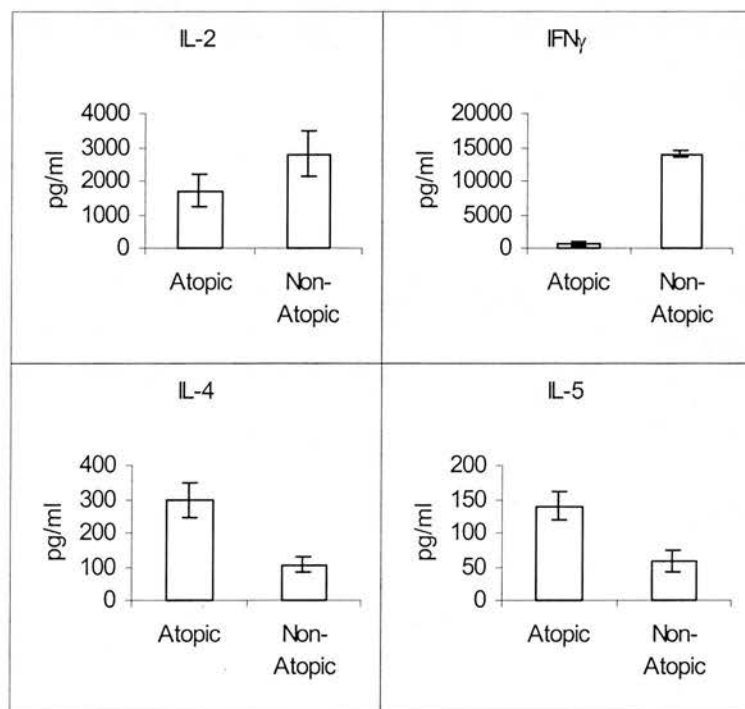 IL-2
pg/ml
4000
3000
2000
1000
0
Atopic
Non-
Atopic
IFNγ
pg/ml
20000
15000
10000
5000
0
Atopic
Non-
Atopic
IL-4
pg/ml
400
300
200
100
0
Atopic
Non-
Atopic
IL-5
pg/ml
200
150
100
50
0
Atopic
Non-
Atopic